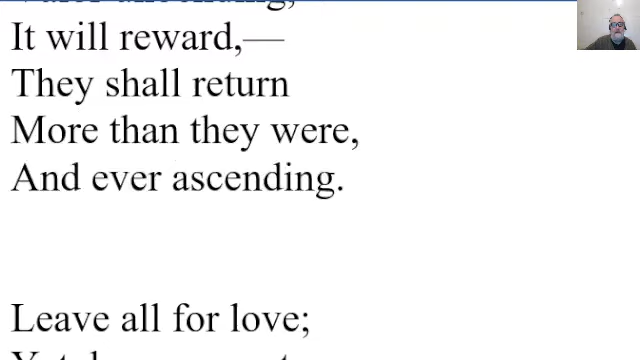 It will reward,—
They shall return
More than they were,
And ever ascending.
Leave all for love;